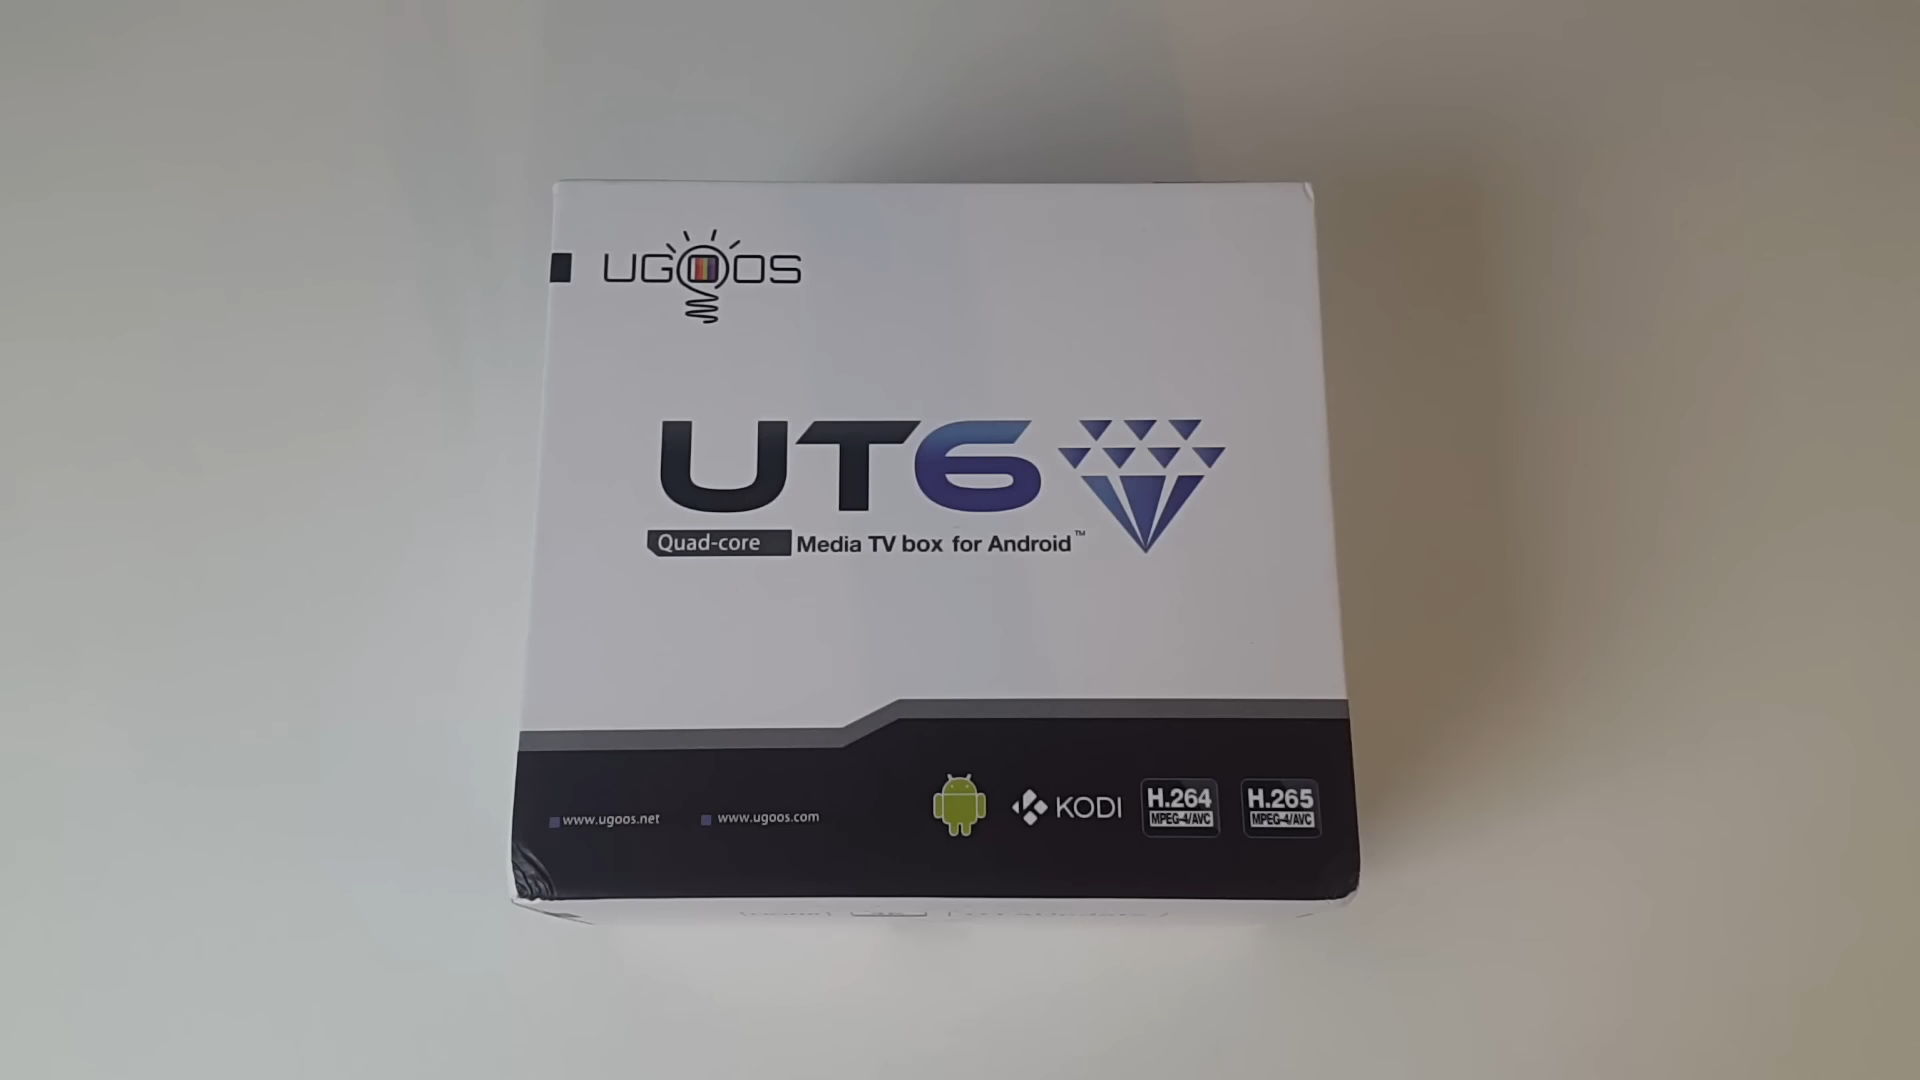 UGOOS
UT6
Quad-core Media TV box for Android™
www.ugoos.net www.ugoos.com
KODI
H.264
MPEG-4/AVC
H.265
MPEG-4/AVC